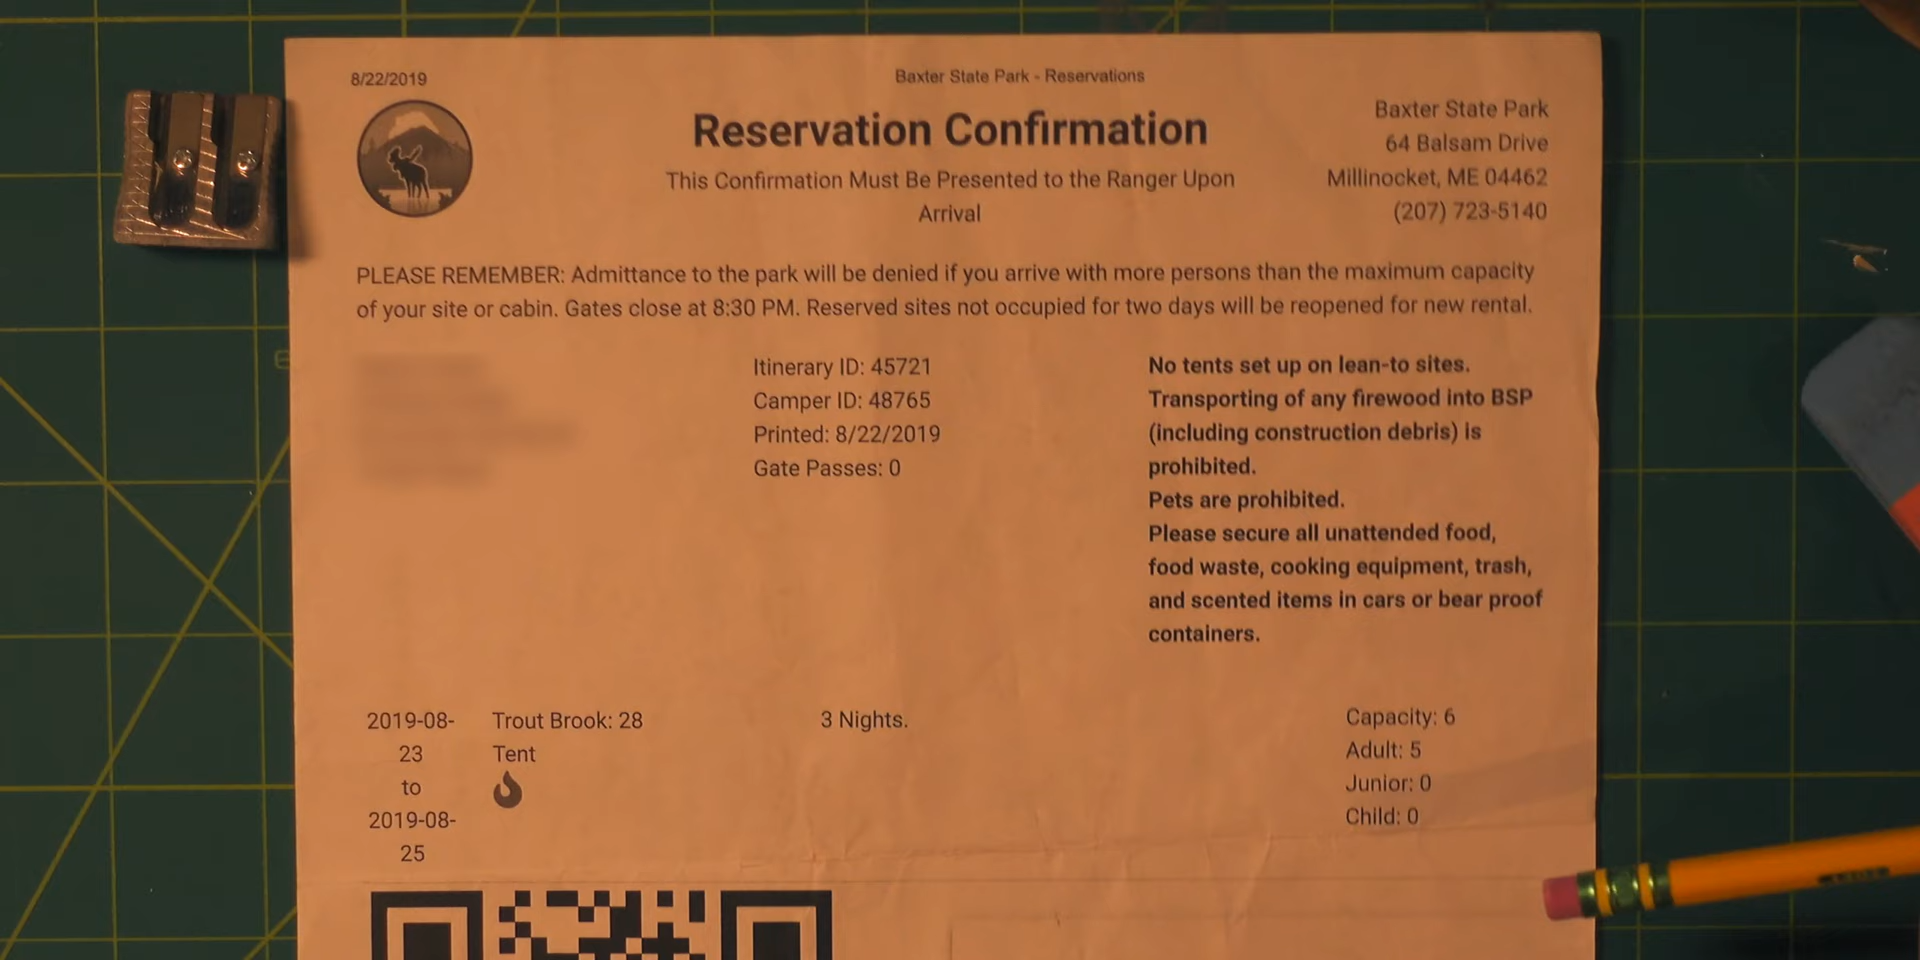 8/22/2019
Baxter State Park - Reservations
Reservation Confirmation
This Confirmation Must Be Presented to the Ranger Upon
Arrival
Baxter State Park
64 Balsam Drive
Millinocket, ME 04462
(207) 723-5140
PLEASE REMEMBER: Admittance to the park will be denied if you arrive with more persons than the maximum capacity
of your site or cabin. Gates close at 8:30 PM. Reserved sites not occupied for two days will be reopened for new rental.
Itinerary ID: 45721
Camper ID: 48765
Printed: 8/22/2019
Gate Passes: 0
No tents set up on lean-to sites.
Transporting of any firewood into BSP
(including construction debris) is
prohibited.
Pets are prohibited.
Please secure all unattended food,
food waste, cooking equipment, trash,
and scented items in cars or bear proof
containers.
2019-08-
23
to
2019-08-
25
Trout Brook: 28
Tent
3 Nights.
Capacity: 6
Adult: 5
Junior: 0
Child: 0